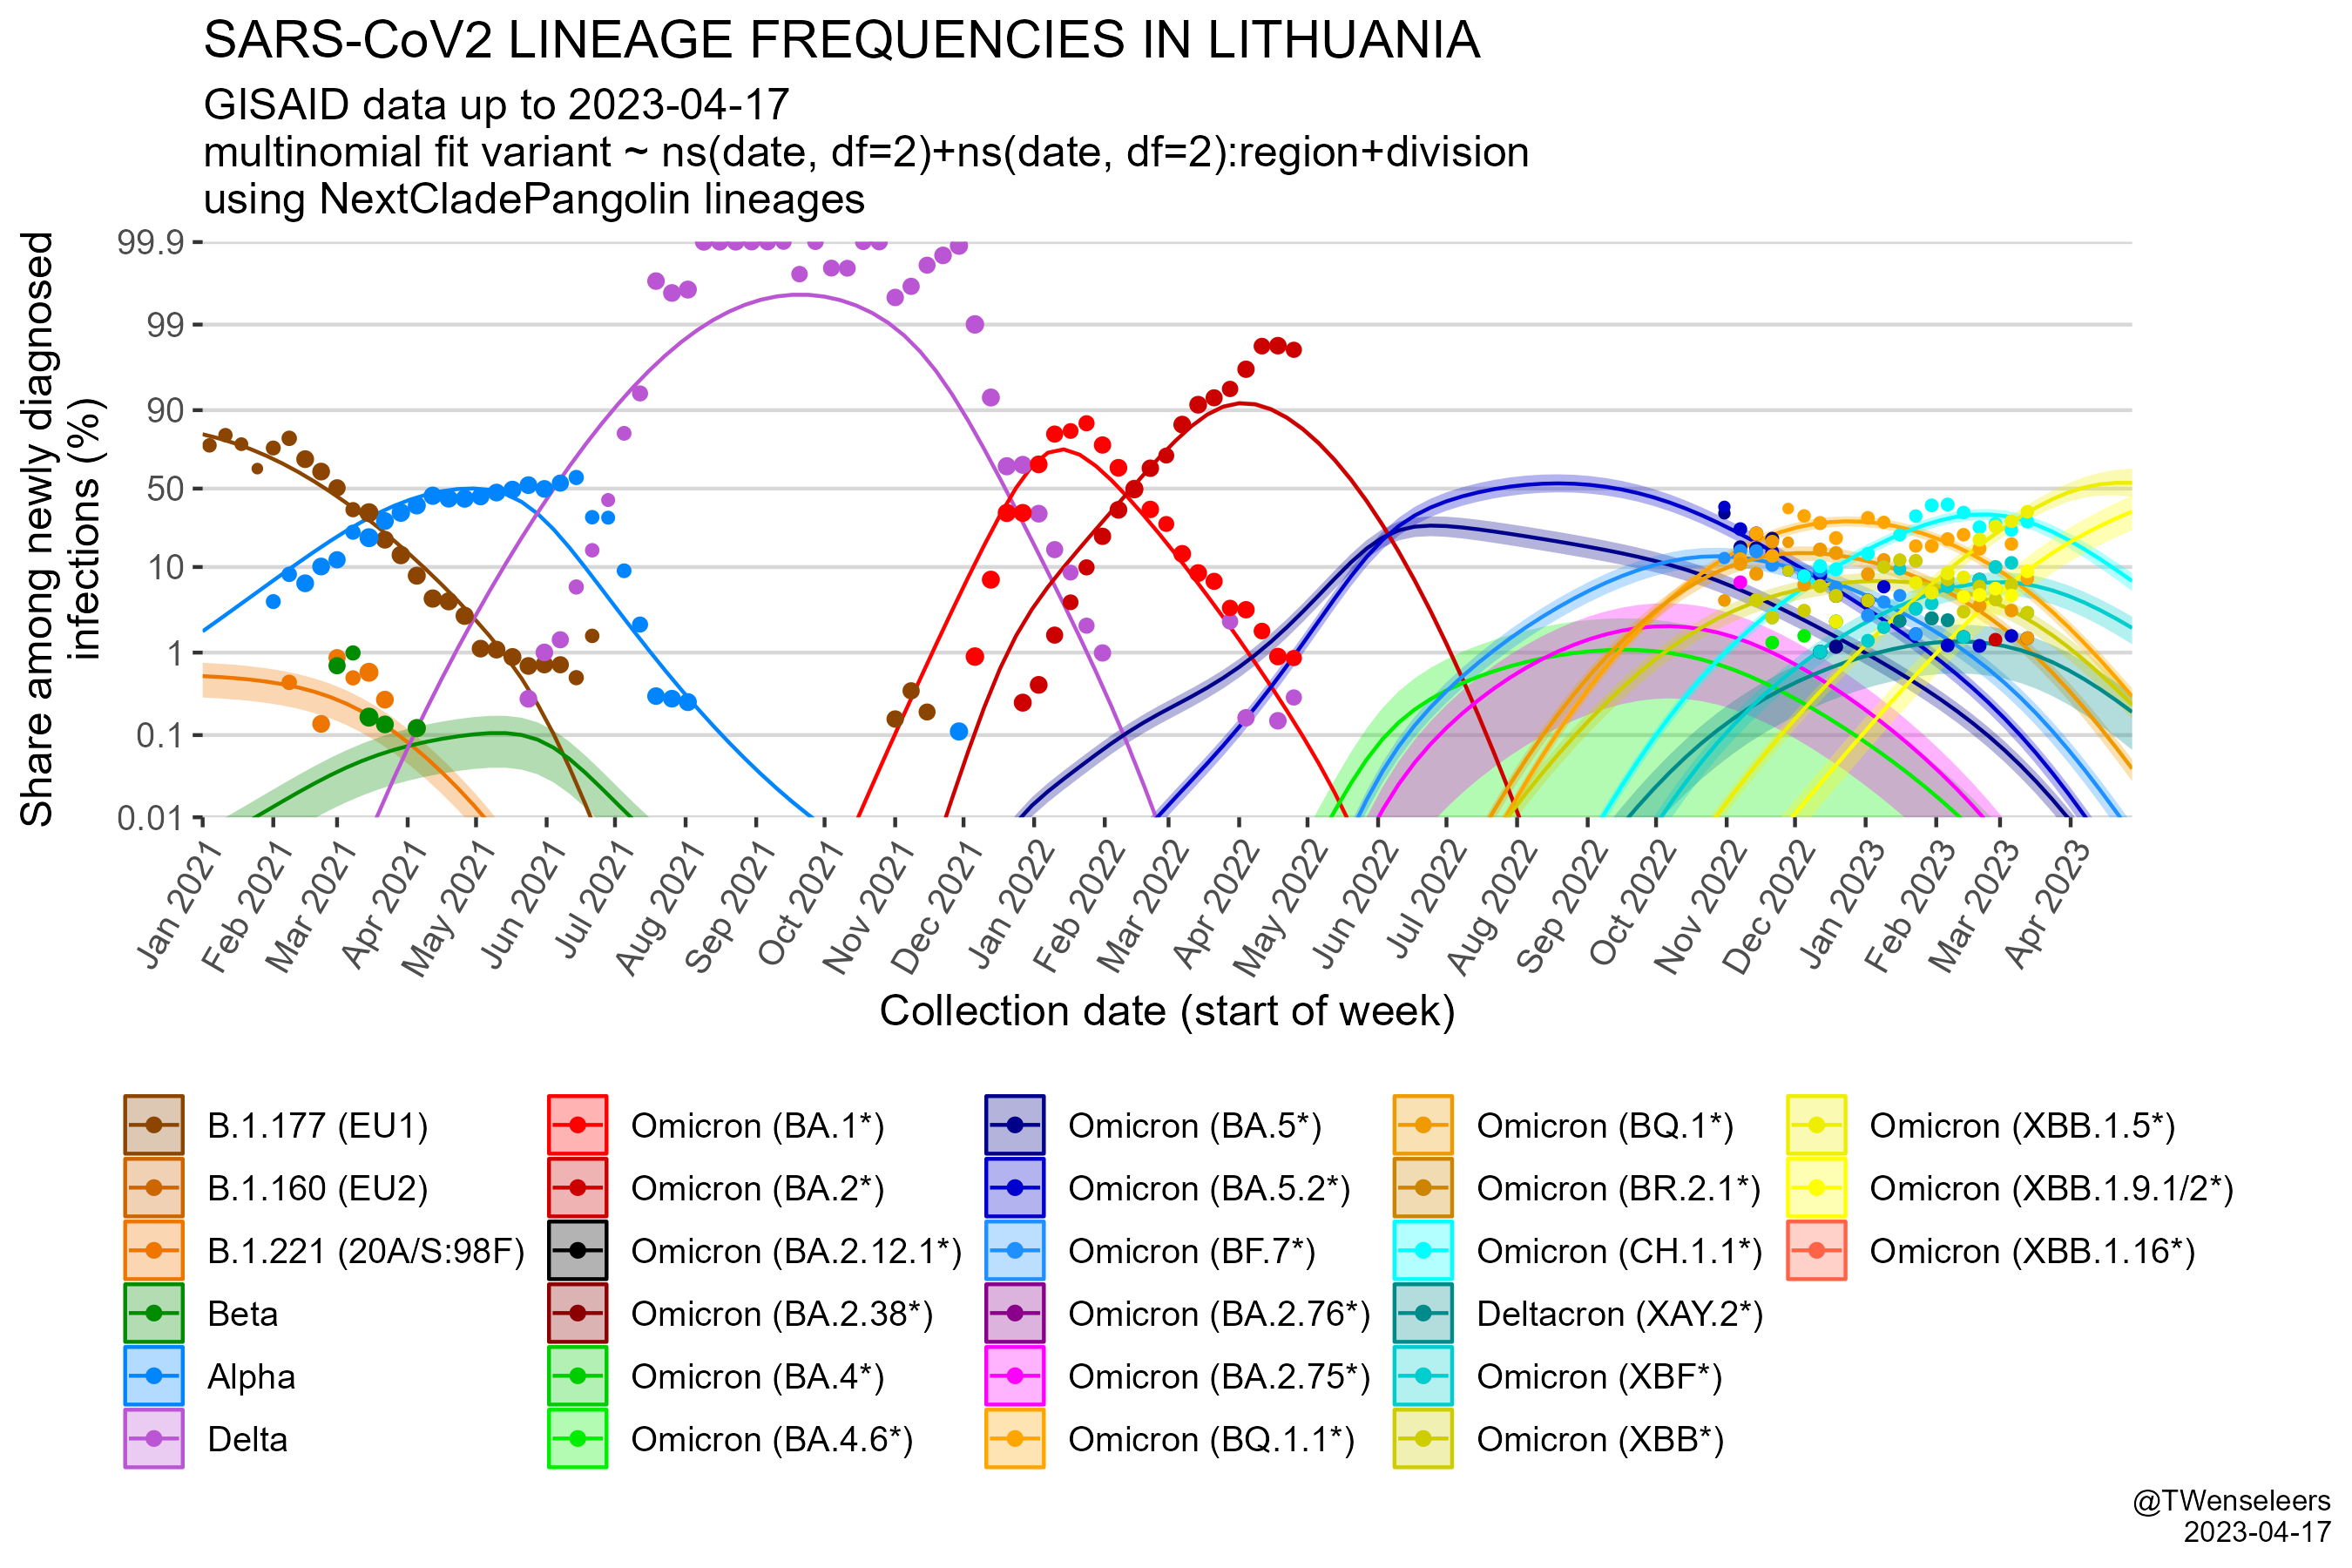 SARS-CoV2 LINEAGE FREQUENCIES IN LITHUANIA
GISAID data up to 2023-04-17
multinomial fit variant ~ ns(date, df=2)+ns(date, df=2):region+division
using NextCladePangolin lineages
Share among newly diagnosed
infections (%)
99.9
99
90
50
10
1
0.1
0.01
Jan 2021
Feb 2021
Mar 2021
Apr 2021
May 2021
Jun 2021
Jul 2021
Aug 2021
Sep 2021
Oct 2021
Nov 2021
Dec 2021
Jan 2022
Feb 2022
Mar 2022
Apr 2022
May 2022
Jun 2022
Jul 2022
Aug 2022
Sep 2022
Oct 2022
Nov 2022
Dec 2022
Jan 2023
Feb 2023
Mar 2023
Apr 2023
Collection date (start of week)
B.1.177 (EU1)
B.1.160 (EU2)
B.1.221 (20A/S:98F)
Beta
Alpha
Delta
Omicron (BA.1*)
Omicron (BA.2*)
Omicron (BA.2.12.1*)
Omicron (BA.2.38*)
Omicron (BA.4*)
Omicron (BA.4.6*)
Omicron (BA.5*)
Omicron (BA.5.2*)
Omicron (BF.7*)
Omicron (BA.2.76*)
Omicron (BA.2.75*)
Omicron (BQ.1.1*)
Omicron (BQ.1*)
Omicron (BR.2.1*)
Omicron (CH.1.1*)
Deltacron (XAY.2*)
Omicron (XBF*)
Omicron (XBB*)
Omicron (XBB.1.5*)
Omicron (XBB.1.9.1/2*)
Omicron (XBB.1.16*)
@TWenseleers
2023-04-17